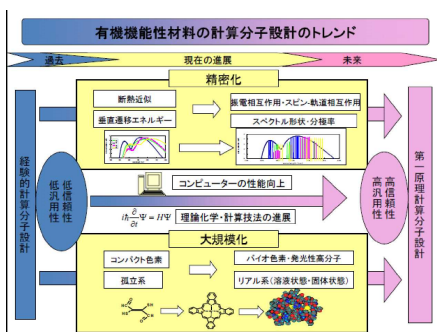 有機機能性材料の計算分子設計のトレンド
過去
現在の進展
未来
精密化
断熱近似
振電相互作用・スピン-軌道相互作用
垂直遷移エネルギー
スペクトル形状・分極率
経験的計算分子設計
低信頼性
低汎用性
コンピューターの性能向上
iħ∂/∂t Ψ = HΨ
理論化学・計算技法の進展
高信頼性
高汎用性
第一原理計算分子設計
大規模化
コンパクト色素
バイオ色素・発光性高分子
孤立系
リアル系(溶液状態・固体状態)